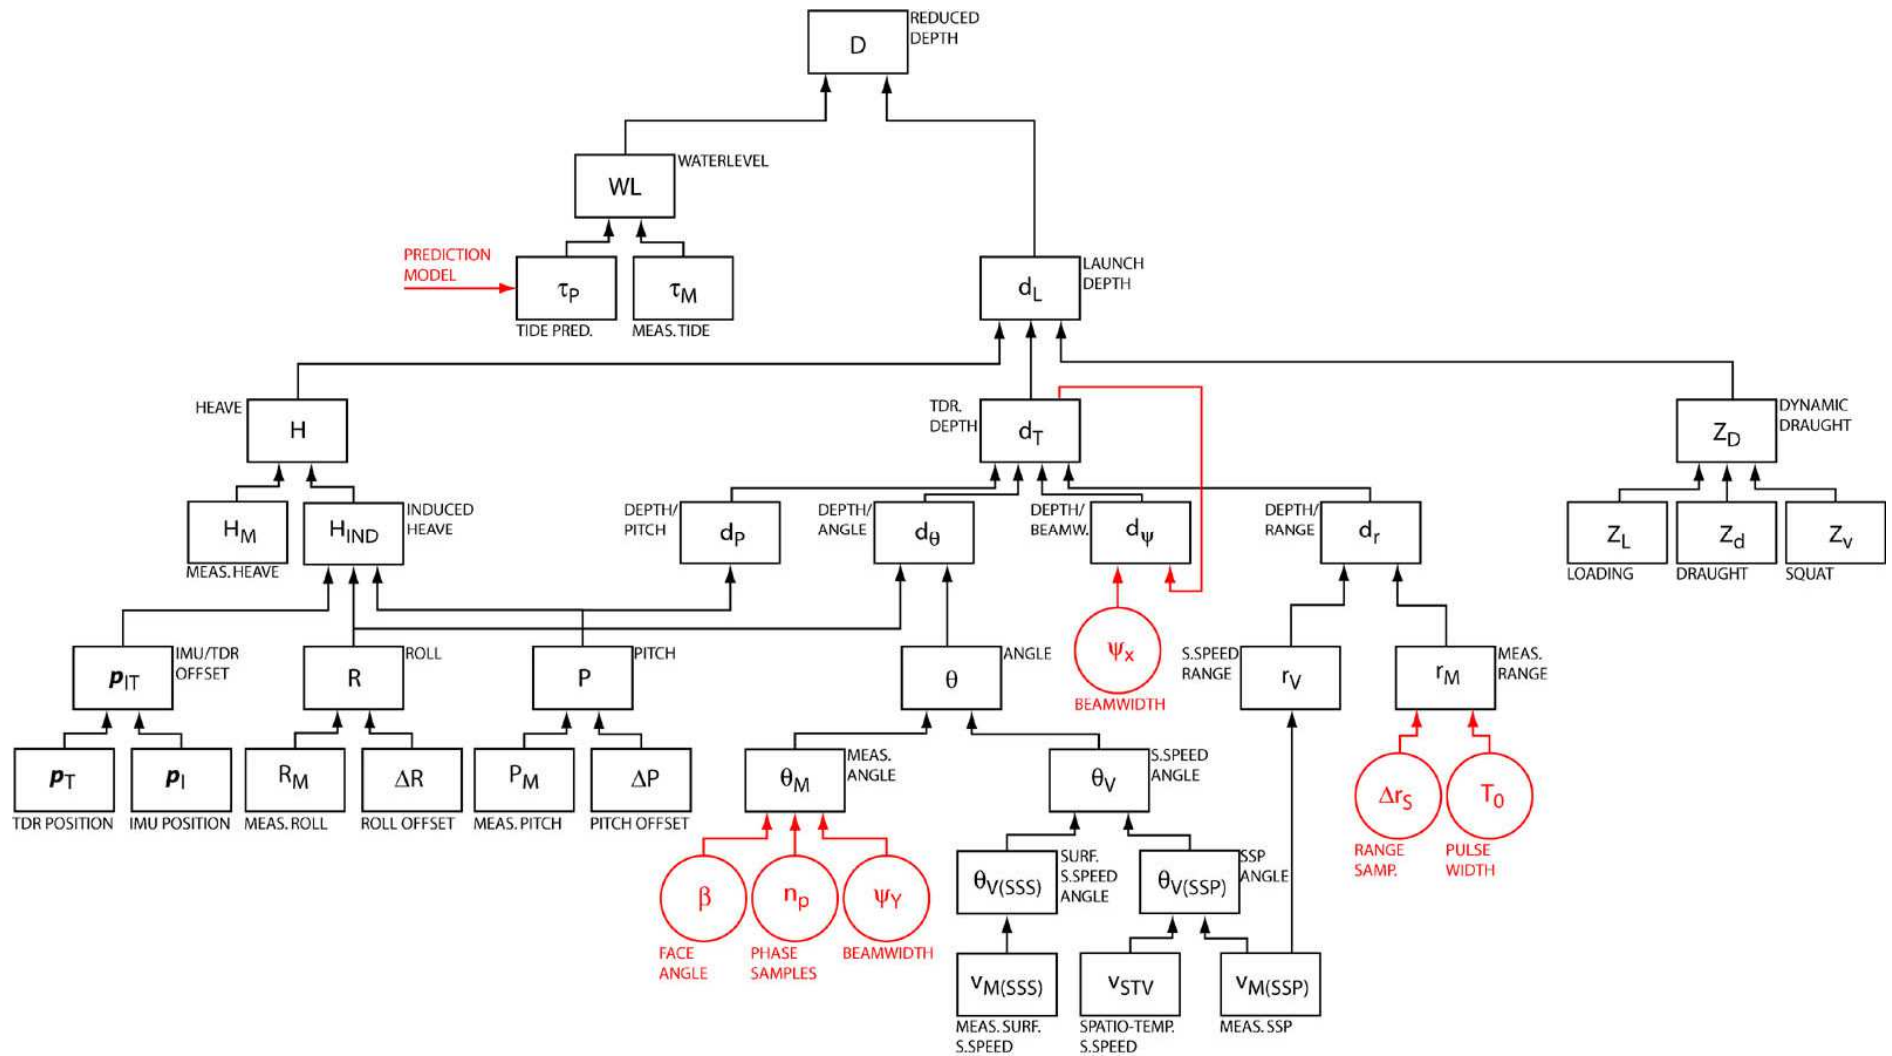 D
REDUCED
DEPTH
WL
WATERLEVEL
PREDICTION
MODEL
τP
TIDE PRED.
τM
MEAS. TIDE
dL
LAUNCH
DEPTH
HEAVE
H
TDR.
DEPTH
dT
ZD
DYNAMIC
DRAUGHT
HM
MEAS. HEAVE
HIND
INDUCED
HEAVE
DEPTH/
PITCH
dP
DEPTH/
ANGLE
dθ
DEPTH/
BEAMW.
dψ
DEPTH/
RANGE
dr
ZL
LOADING
Zd
DRAUGHT
Zv
SQUAT
pIT
IMU/TDR
OFFSET
R
ROLL
P
PITCH
θ
ANGLE
ψx
BEAMWIDTH
S.SPEED
RANGE
rV
rM
MEAS.
RANGE
pT
TDR POSITION
pI
IMU POSITION
RM
MEAS. ROLL
ΔR
ROLL OFFSET
PM
MEAS. PITCH
ΔP
PITCH OFFSET
θM
MEAS.
ANGLE
θV
S.SPEED
ANGLE
ΔrS
RANGE
SAMP.
T0
PULSE
WIDTH
β
FACE
ANGLE
np
PHASE
SAMPLES
ψY
BEAMWIDTH
θV(SSS)
SURF.
S.SPEED
ANGLE
θV(SSP)
SSP
ANGLE
vM(SSS)
MEAS. SURF.
S.SPEED
vSTV
SPATIO-TEMP.
S.SPEED
vM(SSP)
MEAS. SSP